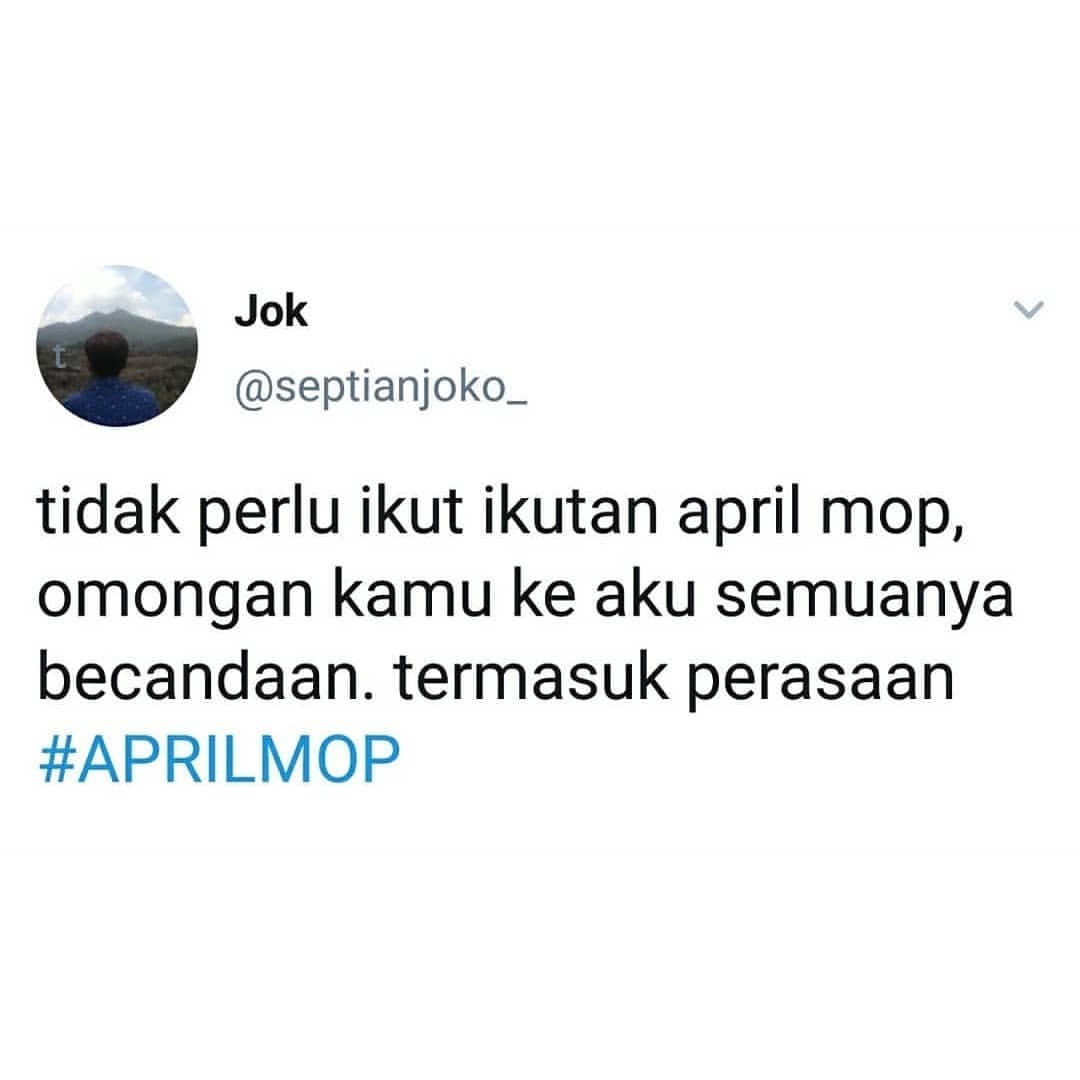 Jok
@septianjoko_
t
tidak perlu ikut ikutan april mop,
omongan kamu ke aku semuanya
becandaan. termasuk perasaan
#APRILMOP